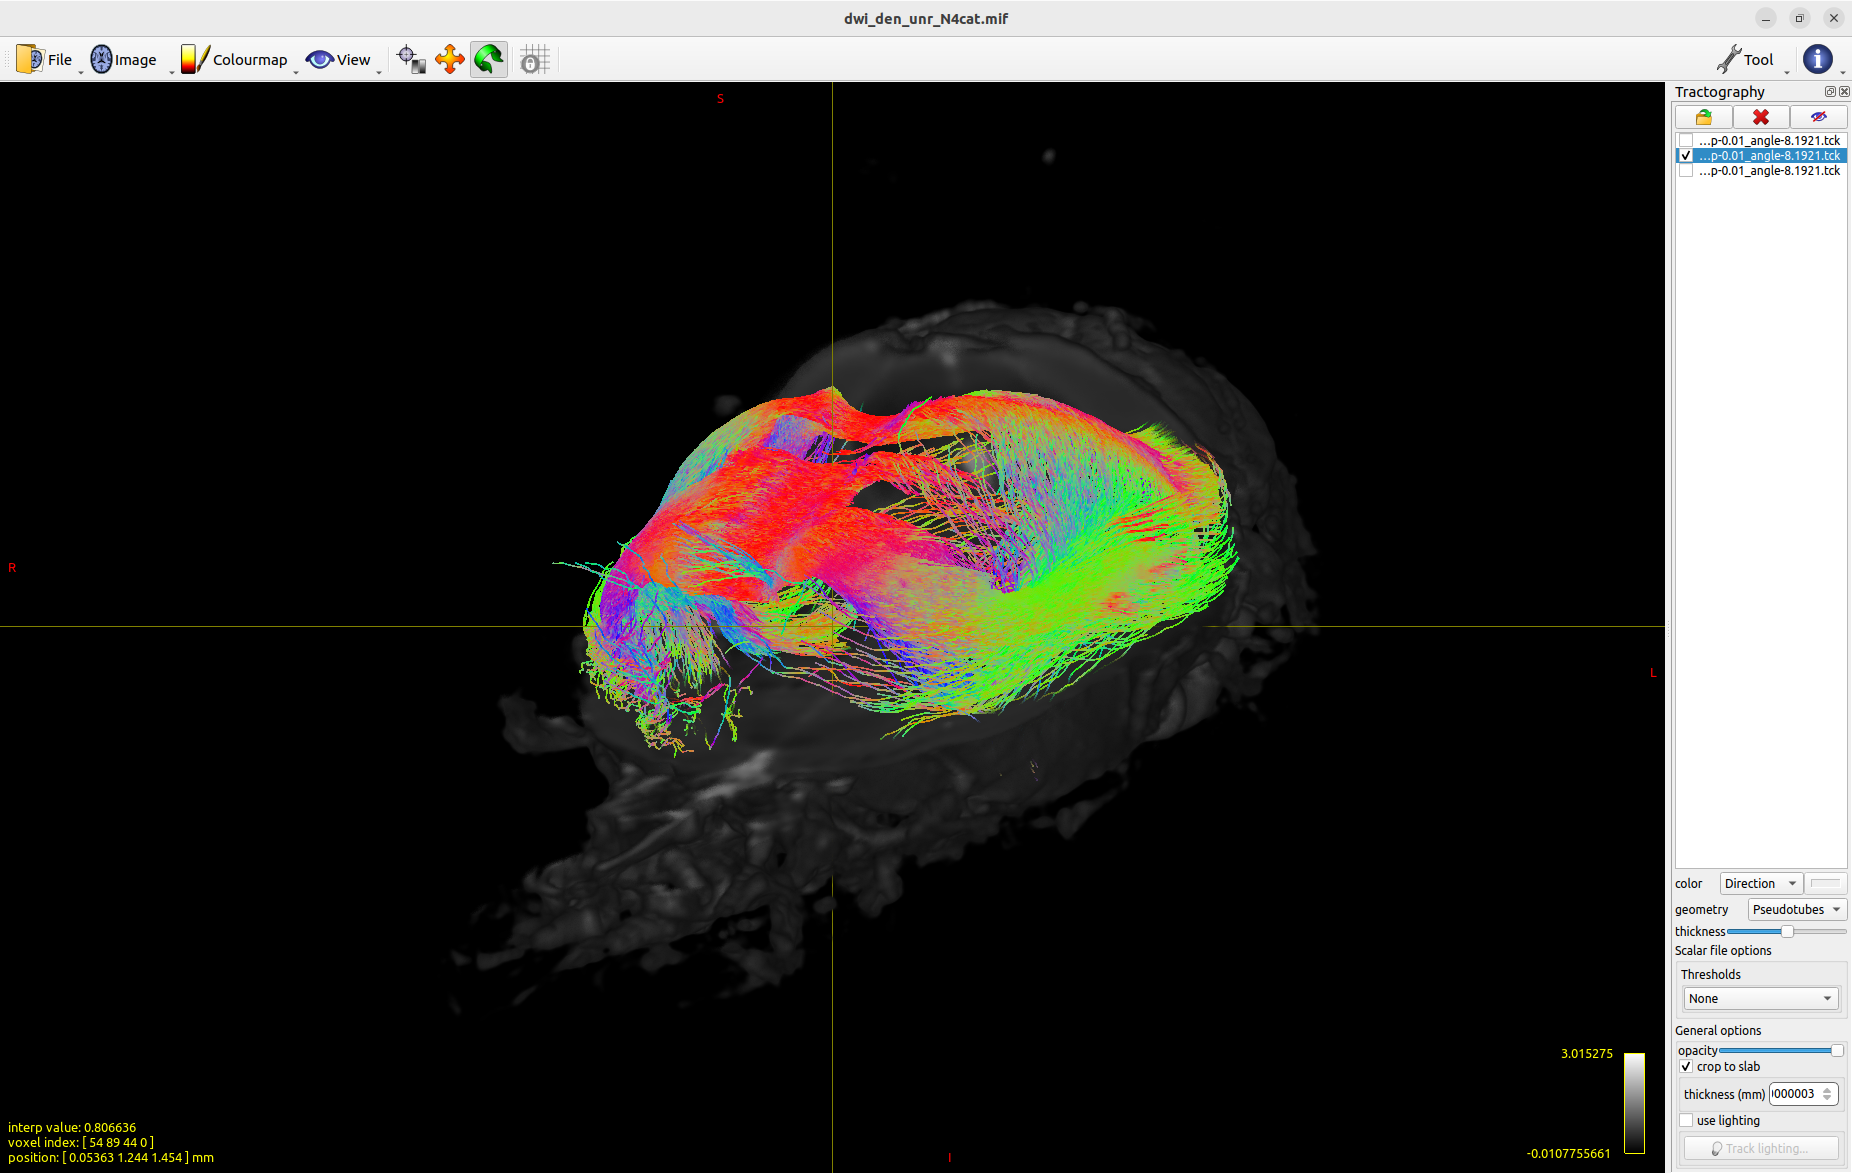 dwi_den_unr_N4cat.mif
File Image Colourmap View Tool
Tractography
...p-0.01_angle-8.1921.tck
...p-0.01_angle-8.1921.tck
...p-0.01_angle-8.1921.tck
S
R
L
I
color Direction
geometry Pseudotubes
thickness
Scalar file options
Thresholds
None
General options
opacity
crop to slab
thickness (mm) 000003
use lighting
Track lighting...
3.015275
-0.0107755661
interp value: 0.806636
voxel index: [ 54 89 44 0 ]
position: [ 0.05363 1.244 1.454 ] mm